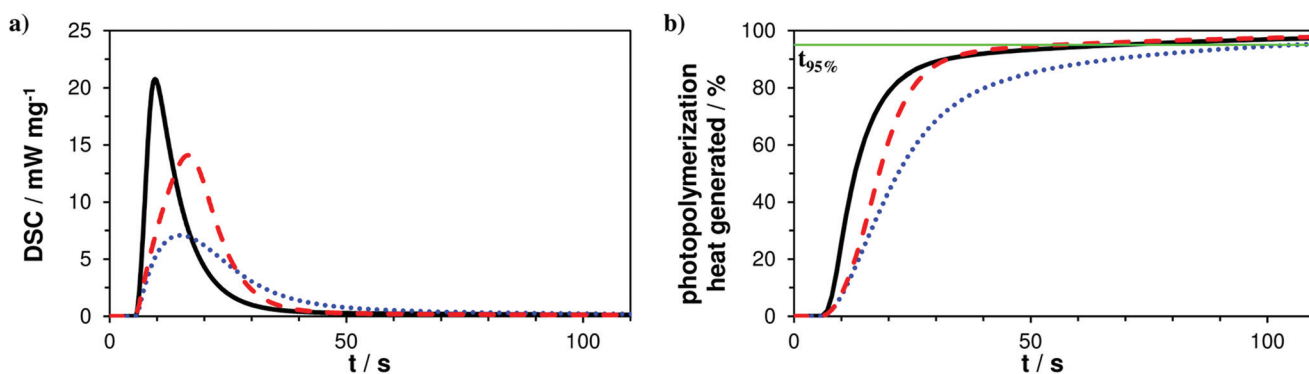 a)
25
20
15
10
5
0
DSC / mW mg-1
0
50
100
t / s
b)
100
80
60
40
20
0
photopolymerization
heat generated / %
t95%
0
50
100
t / s